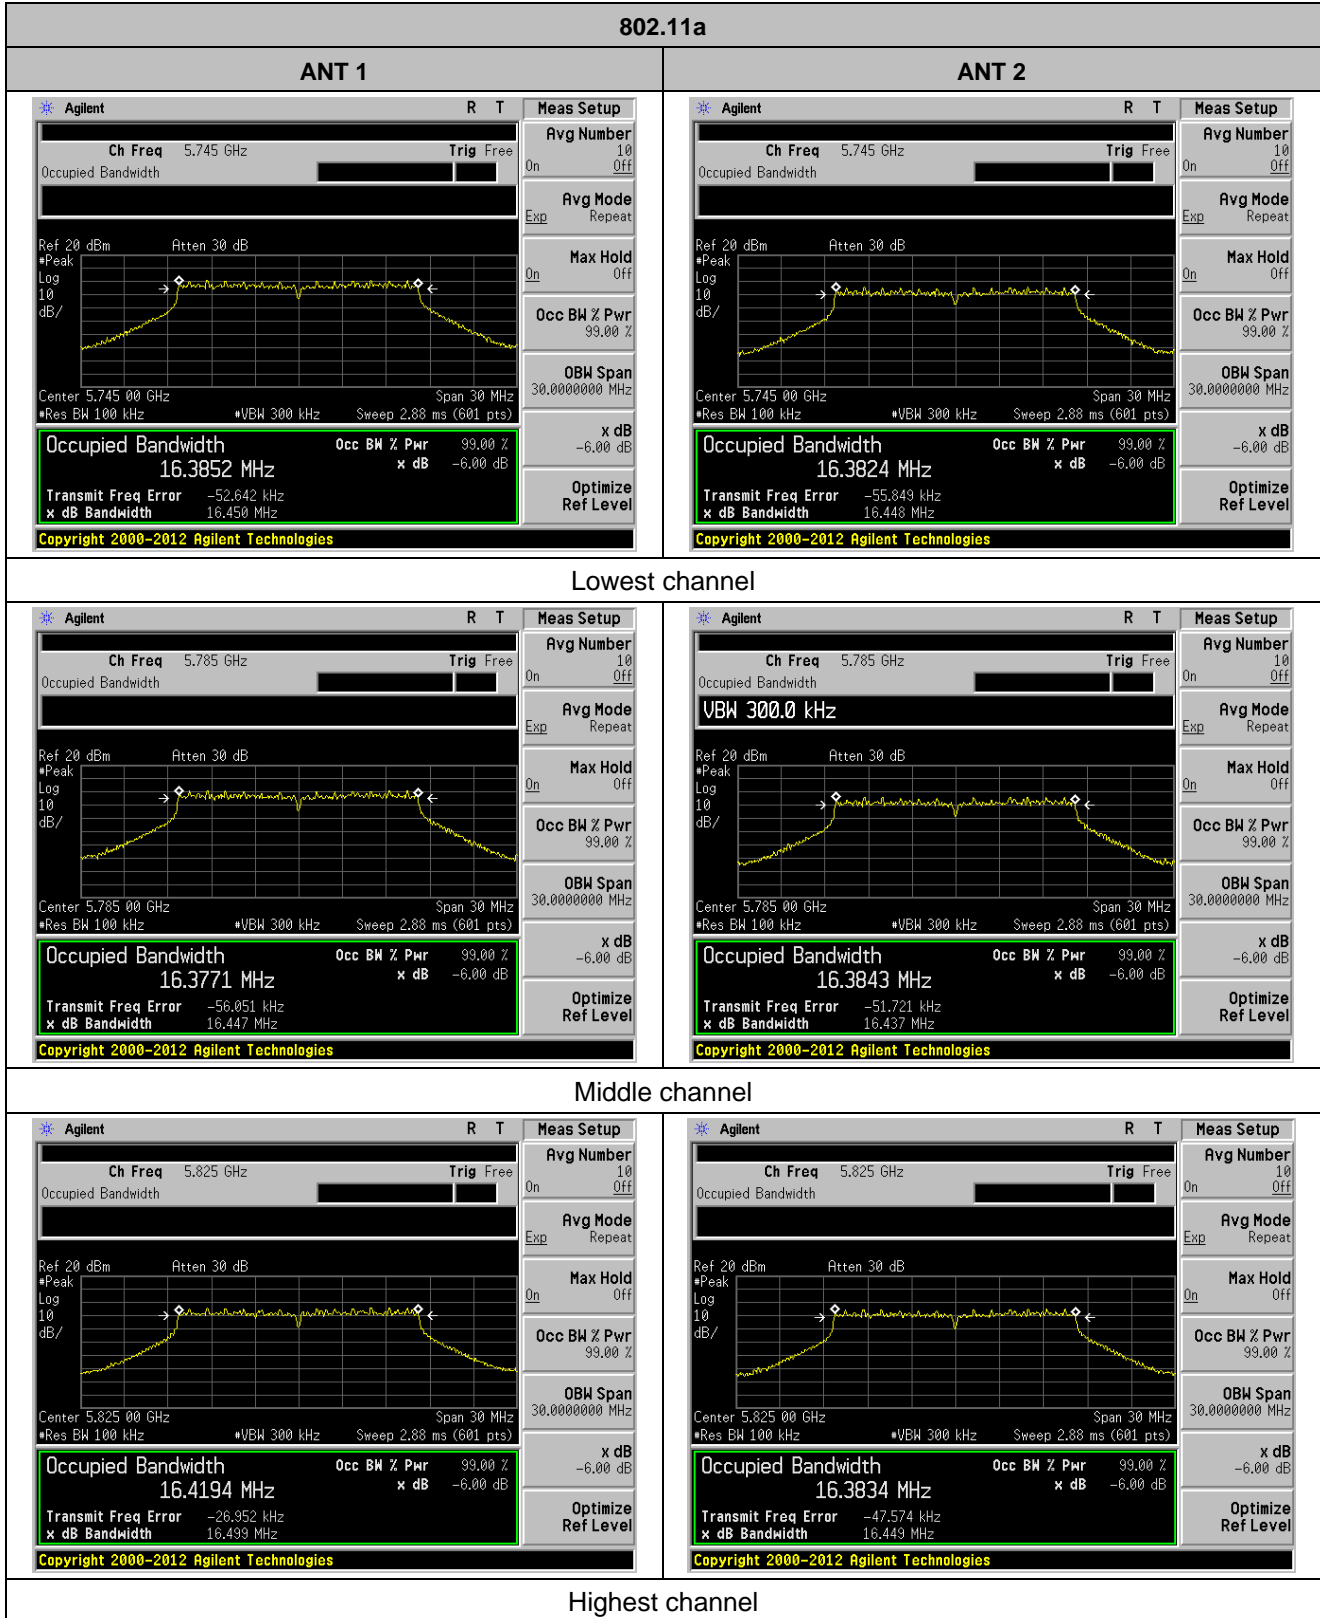 802.11a
ANT 1
ANT 2
Agilent R T Meas Setup
Ch Freq 5.745 GHz Trig Free
Occupied Bandwidth
Avg Number
10
On Off
Avg Mode
Exp Repeat
Ref 20 dBm Atten 30 dB
#Peak
Log
10
dB/
Max Hold
On Off
Occ BW % Pwr
99.00 %
OBW Span
30.0000000 MHz
Center 5.745 00 GHz Span 30 MHz
#Res BW 100 kHz #VBW 300 kHz Sweep 2.88 ms (601 pts)
x dB
-6.00 dB
Occupied Bandwidth Occ BW % Pwr 99.00 %
16.3852 MHz x dB -6.00 dB
Transmit Freq Error -52.642 kHz
x dB Bandwidth 16.450 MHz
Optimize
Ref Level
Copyright 2000-2012 Agilent Technologies
Agilent R T Meas Setup
Ch Freq 5.745 GHz Trig Free
Occupied Bandwidth
Avg Number
10
On Off
Avg Mode
Exp Repeat
Ref 20 dBm Atten 30 dB
#Peak
Log
10
dB/
Max Hold
On Off
Occ BW % Pwr
99.00 %
OBW Span
30.0000000 MHz
Center 5.745 00 GHz Span 30 MHz
#Res BW 100 kHz #VBW 300 kHz Sweep 2.88 ms (601 pts)
x dB
-6.00 dB
Occupied Bandwidth Occ BW % Pwr 99.00 %
16.3824 MHz x dB -6.00 dB
Transmit Freq Error -55.849 kHz
x dB Bandwidth 16.448 MHz
Optimize
Ref Level
Copyright 2000-2012 Agilent Technologies
Lowest channel
Agilent R T Meas Setup
Ch Freq 5.785 GHz Trig Free
Occupied Bandwidth
Avg Number
10
On Off
Avg Mode
Exp Repeat
Ref 20 dBm Atten 30 dB
#Peak
Log
10
dB/
Max Hold
On Off
Occ BW % Pwr
99.00 %
OBW Span
30.0000000 MHz
Center 5.785 00 GHz Span 30 MHz
#Res BW 100 kHz #VBW 300 kHz Sweep 2.88 ms (601 pts)
x dB
-6.00 dB
Occupied Bandwidth Occ BW % Pwr 99.00 %
16.3771 MHz x dB -6.00 dB
Transmit Freq Error -56.051 kHz
x dB Bandwidth 16.447 MHz
Optimize
Ref Level
Copyright 2000-2012 Agilent Technologies
Agilent R T Meas Setup
Ch Freq 5.785 GHz Trig Free
Occupied Bandwidth
Avg Number
10
On Off
VBW 300.0 kHz
Avg Mode
Exp Repeat
Ref 20 dBm Atten 30 dB
#Peak
Log
10
dB/
Max Hold
On Off
Occ BW % Pwr
99.00 %
OBW Span
30.0000000 MHz
Center 5.785 00 GHz Span 30 MHz
#Res BW 100 kHz #VBW 300 kHz Sweep 2.88 ms (601 pts)
x dB
-6.00 dB
Occupied Bandwidth Occ BW % Pwr 99.00 %
16.3843 MHz x dB -6.00 dB
Transmit Freq Error -51.721 kHz
x dB Bandwidth 16.437 MHz
Optimize
Ref Level
Copyright 2000-2012 Agilent Technologies
Middle channel
Agilent R T Meas Setup
Ch Freq 5.825 GHz Trig Free
Occupied Bandwidth
Avg Number
10
On Off
Avg Mode
Exp Repeat
Ref 20 dBm Atten 30 dB
#Peak
Log
10
dB/
Max Hold
On Off
Occ BW % Pwr
99.00 %
OBW Span
30.0000000 MHz
Center 5.825 00 GHz Span 30 MHz
#Res BW 100 kHz #VBW 300 kHz Sweep 2.88 ms (601 pts)
x dB
-6.00 dB
Occupied Bandwidth Occ BW % Pwr 99.00 %
16.4194 MHz x dB -6.00 dB
Transmit Freq Error -26.952 kHz
x dB Bandwidth 16.499 MHz
Optimize
Ref Level
Copyright 2000-2012 Agilent Technologies
Agilent R T Meas Setup
Ch Freq 5.825 GHz Trig Free
Occupied Bandwidth
Avg Number
10
On Off
Avg Mode
Exp Repeat
Ref 20 dBm Atten 30 dB
#Peak
Log
10
dB/
Max Hold
On Off
Occ BW % Pwr
99.00 %
OBW Span
30.0000000 MHz
Center 5.825 00 GHz Span 30 MHz
#Res BW 100 kHz #VBW 300 kHz Sweep 2.88 ms (601 pts)
x dB
-6.00 dB
Occupied Bandwidth Occ BW % Pwr 99.00 %
16.3834 MHz x dB -6.00 dB
Transmit Freq Error -47.574 kHz
x dB Bandwidth 16.449 MHz
Optimize
Ref Level
Copyright 2000-2012 Agilent Technologies
Highest channel